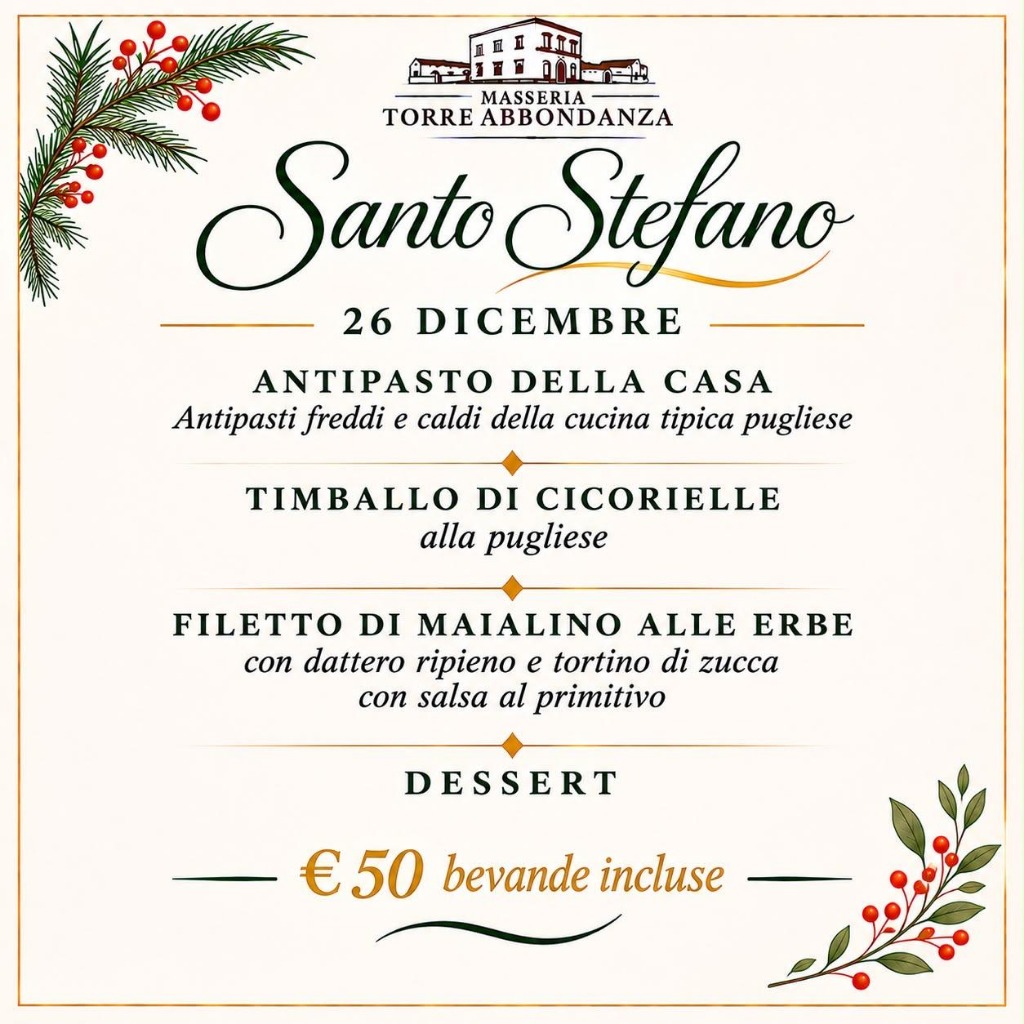 MASSERIA
TORRE ABBONDANZA
Santo Stefano
26 DICEMBRE
ANTIPASTO DELLA CASA
Antipasti freddi e caldi della cucina tipica pugliese
TIMBALLO DI CICORIELLE
alla pugliese
FILETTO DI MAIALINO ALLE ERBE
con dattero ripieno e tortino di zucca
con salsa al primitivo
DESSERT
€ 50 bevande incluse